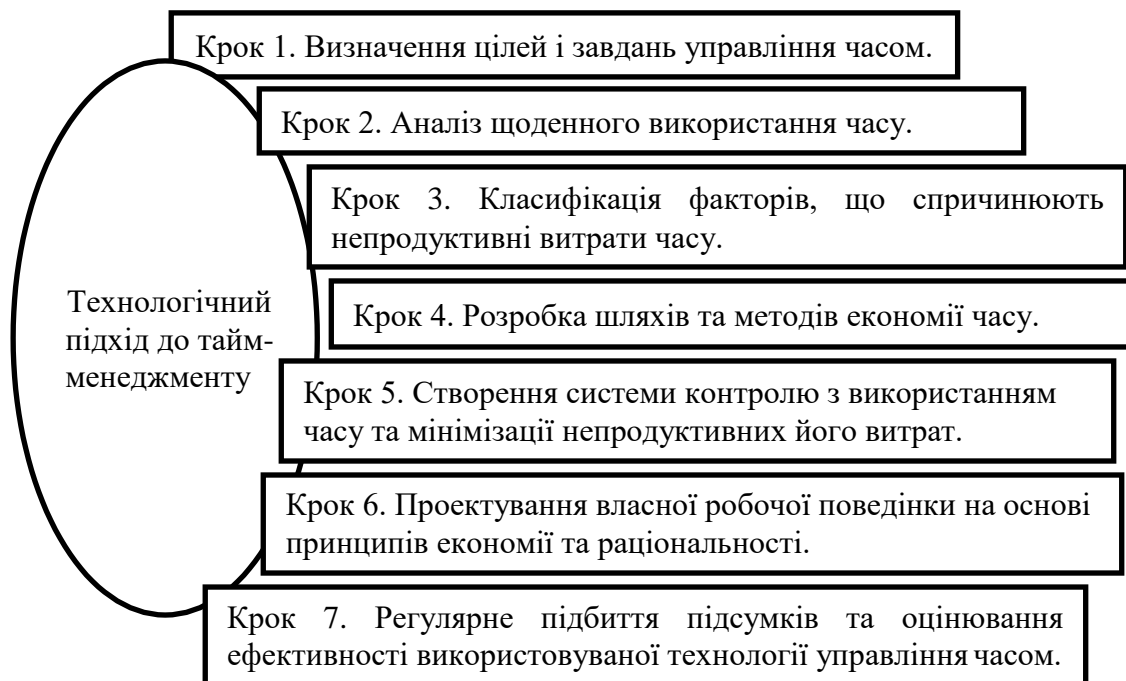 Крок 1. Визначення цілей і завдань управління часом.
Крок 2. Аналіз щоденного використання часу.
Крок 3. Класифікація факторів, що спричинюють
непродуктивні витрати часу.
Технологічний
підхід до тайм-
менеджменту
Крок 4. Розробка шляхів та методів економії часу.
Крок 5. Створення системи контролю з використанням
часу та мінімізації непродуктивних його витрат.
Крок 6. Проектування власної робочої поведінки на основі
принципів економії та раціональності.
Крок 7. Регулярне підбиття підсумків та оцінювання
ефективності використовуваної технології управління часом.